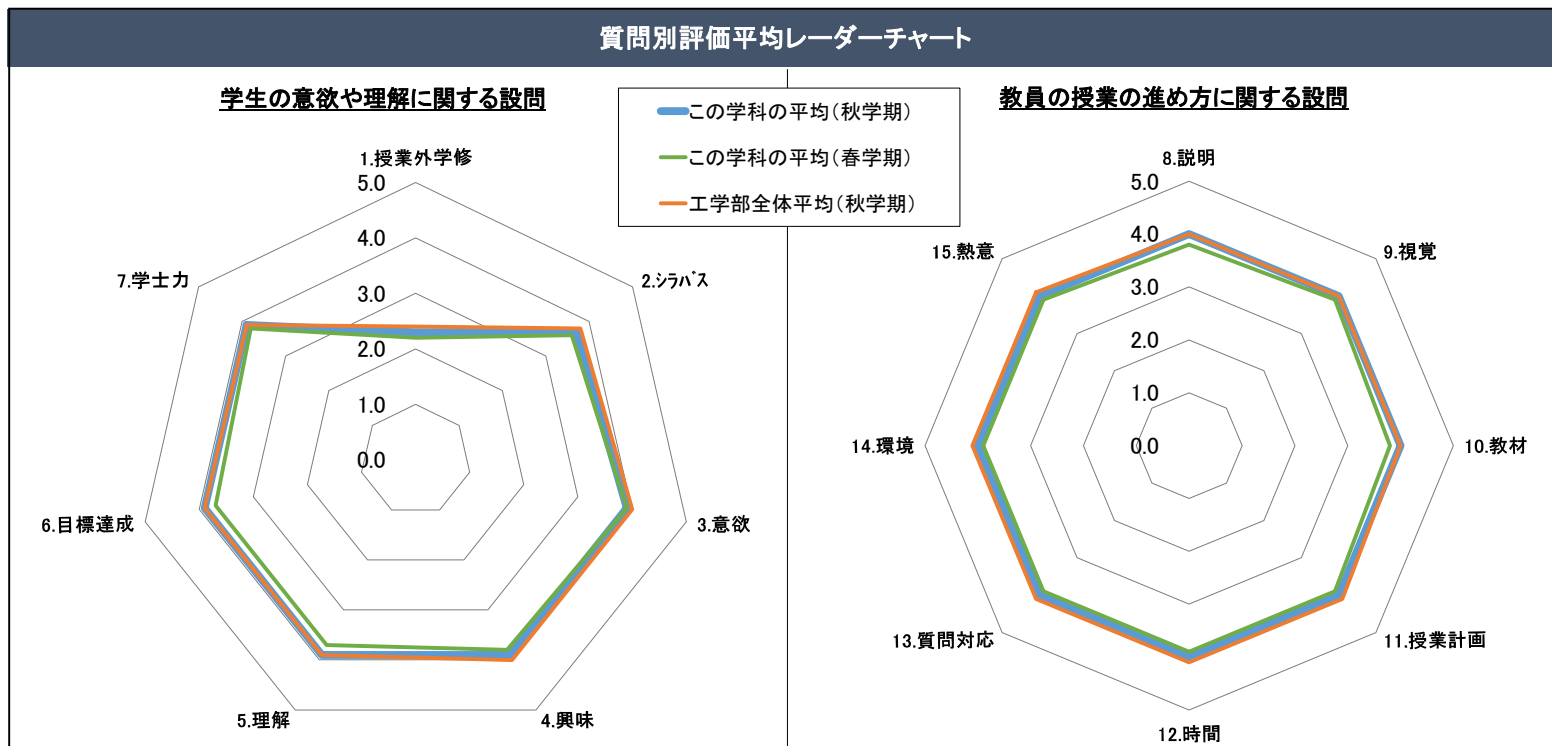 質問別評価平均レーダーチャート
学生の意欲や理解に関する設問
この学科の平均(秋学期)
この学科の平均(春学期)
工学部全体平均(秋学期)
教員の授業の進め方に関する設問
1.授業外学修
2.シラバス
3.意欲
4.興味
5.理解
6.目標達成
7.学士力
5.0
4.0
3.0
2.0
1.0
0.0
8.説明
9.視覚
10.教材
11.授業計画
12.時間
13.質問対応
14.環境
15.熱意
5.0
4.0
3.0
2.0
1.0
0.0